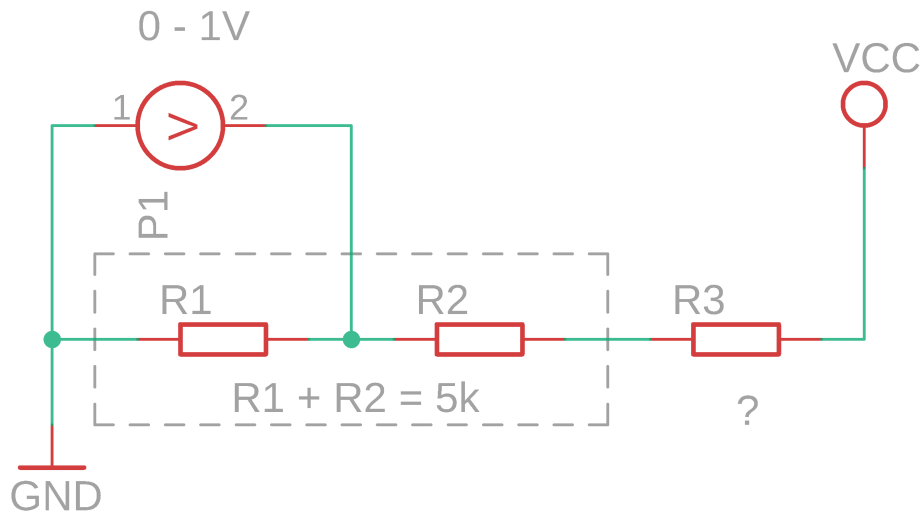 0 - 1V
VCC
1
2
V
P1
R1
R2
R3
R1 + R2 = 5k
?
GND